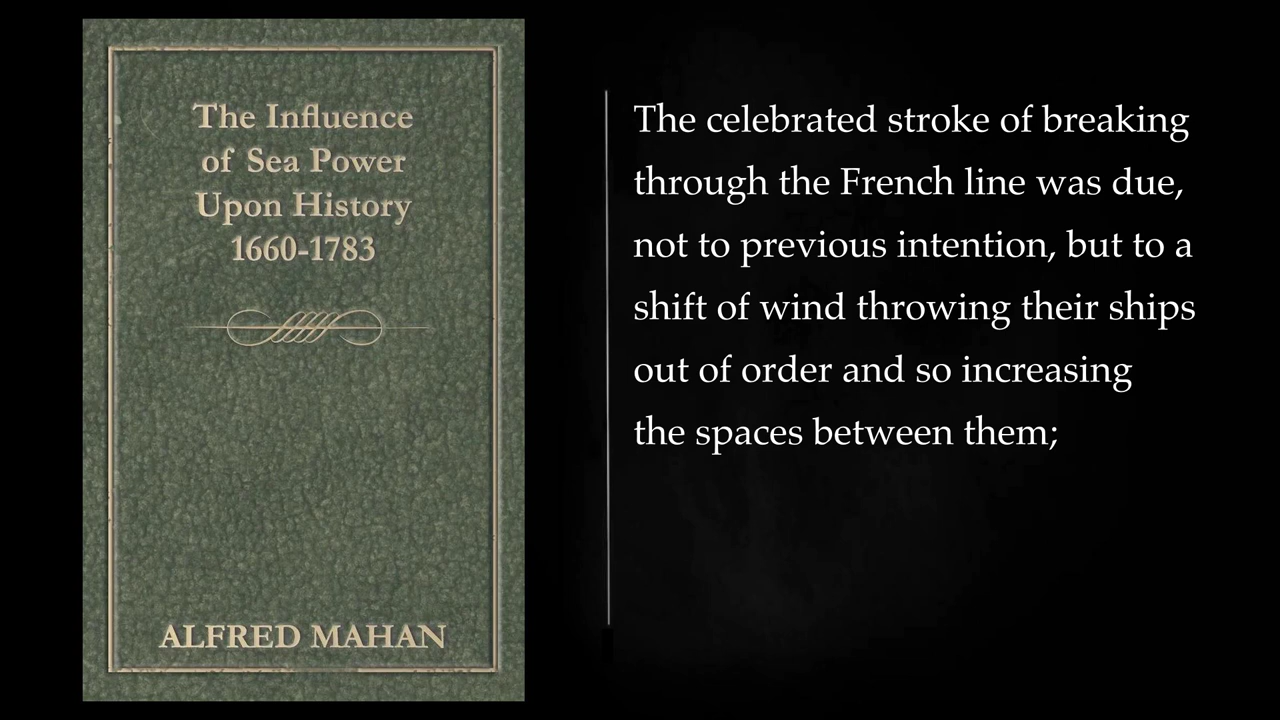 The Influence
of Sea Power
Upon History
1660-1783
ALFRED MAHAN
The celebrated stroke of breaking
through the French line was due,
not to previous intention, but to a
shift of wind throwing their ships
out of order and so increasing
the spaces between them;